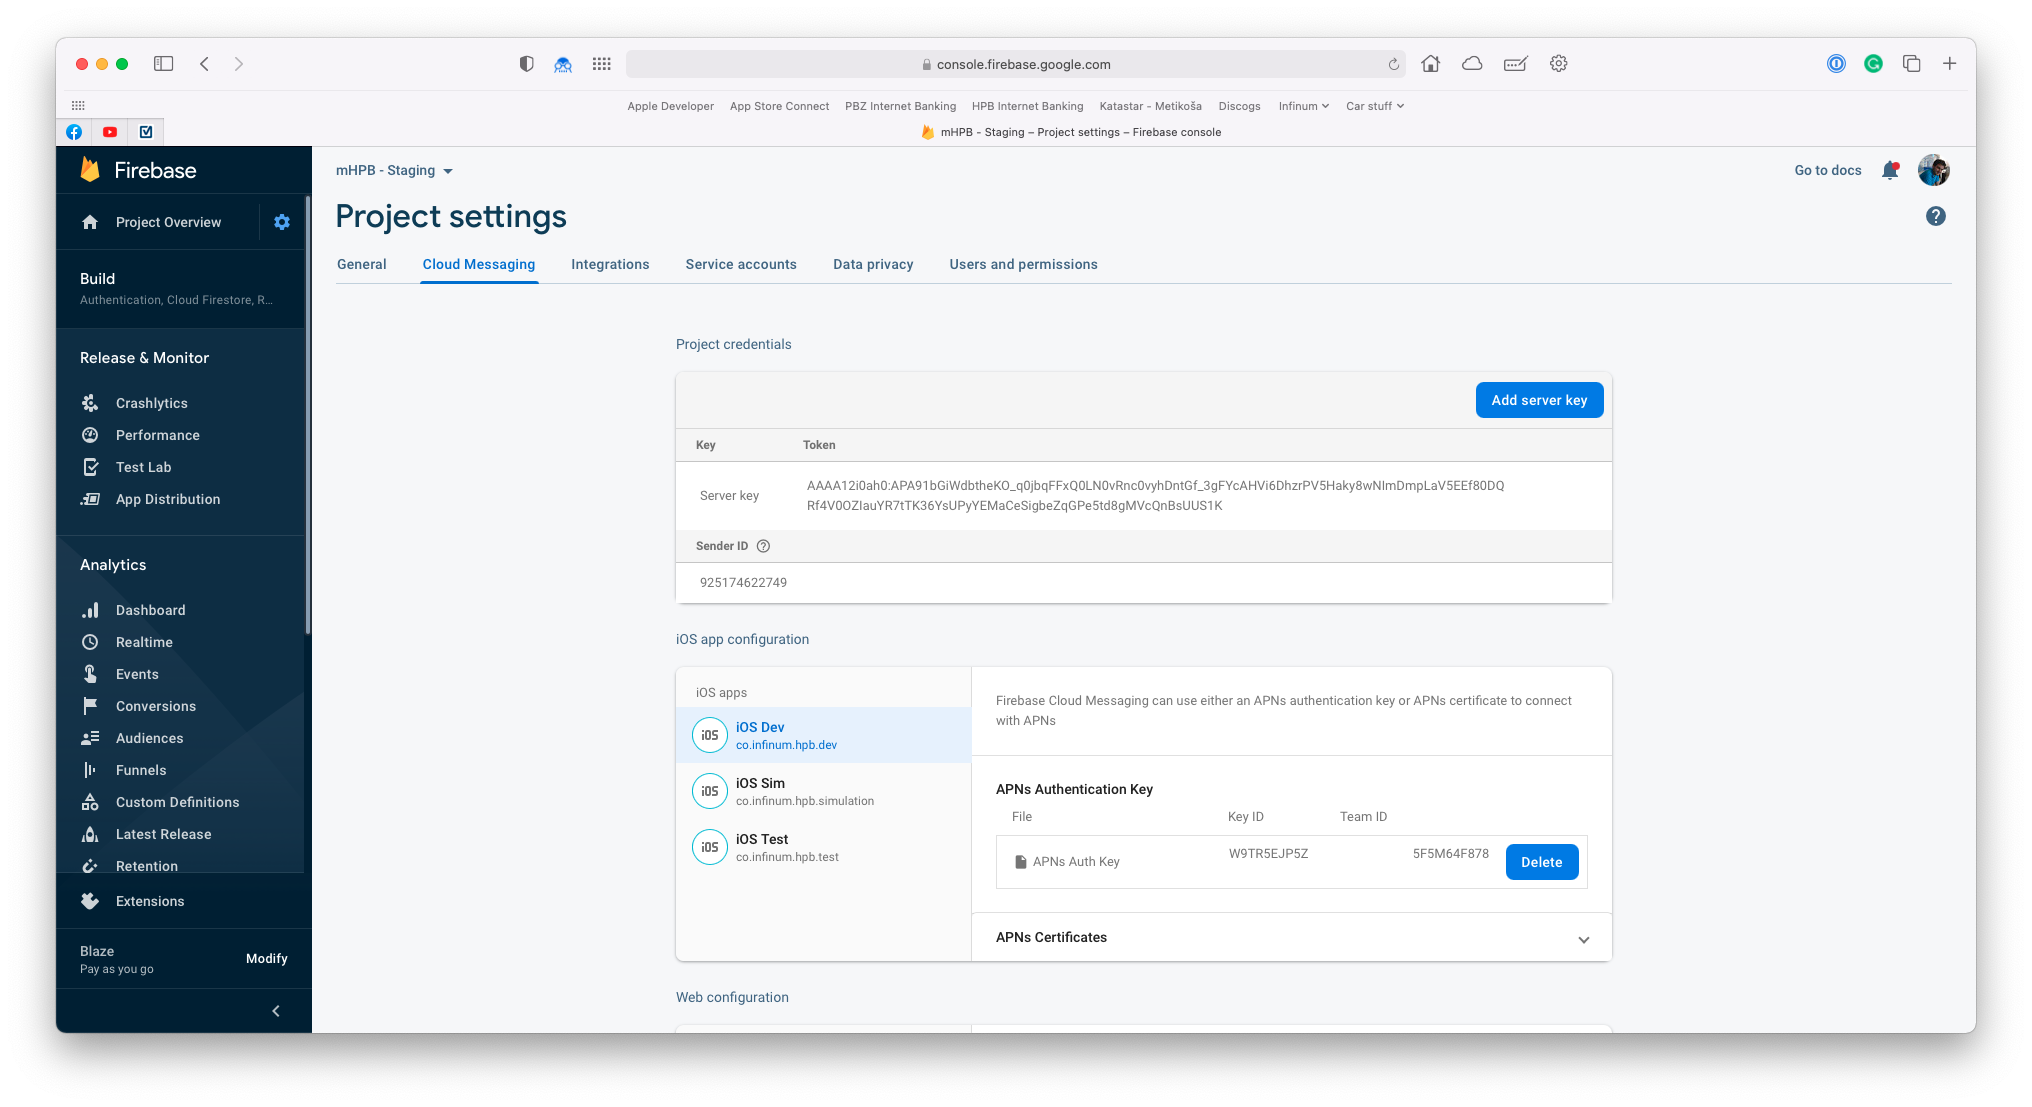 console.firebase.google.com
Apple Developer App Store Connect PBZ Internet Banking HPB Internet Banking Katastar - Metikoša Discogs Infinum Car stuff
mHPB - Staging – Project settings – Firebase console
Firebase
Project Overview
Build
Authentication, Cloud Firestore, R...
Release & Monitor
Crashlytics
Performance
Test Lab
App Distribution
Analytics
Dashboard
Realtime
Events
Conversions
Audiences
Funnels
Custom Definitions
Latest Release
Retention
Extensions
Blaze
Pay as you go
Modify
mHPB - Staging
Go to docs
Project settings
General Cloud Messaging Integrations Service accounts Data privacy Users and permissions
Project credentials
Add server key
Key Token
Server key
AAAA12i0ah0:APA91bGiWdbtheKO_q0jbqFFxQ0LN0vRnc0vyhDntGf_3gFYcAHVi6DhzrPV5Haky8wNImDmpLaV5EEf80DQ
Rf4V0OZIauYR7tTK36YsUPyYEMaCeSigbeZqGPe5td8gMVcQnBsUUS1K
Sender ID
925174622749
iOS app configuration
iOS apps
iOS
iOS Dev
co.infinum.hpb.dev
iOS
iOS Sim
co.infinum.hpb.simulation
iOS
iOS Test
co.infinum.hpb.test
Firebase Cloud Messaging can use either an APNs authentication key or APNs certificate to connect
with APNs
APNs Authentication Key
File Key ID Team ID
APNs Auth Key W9TR5EJP5Z 5F5M64F878 Delete
APNs Certificates
Web configuration